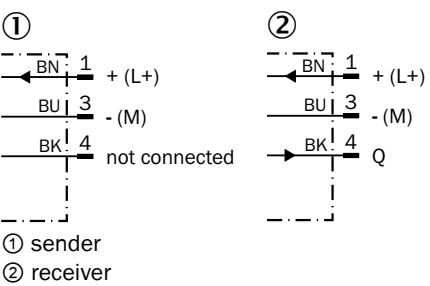 ① ②
BN 1 + (L+) BN 1 + (L+)
BU 3 - (M) BU 3 - (M)
BK 4 not connected BK 4 Q
① sender
② receiver